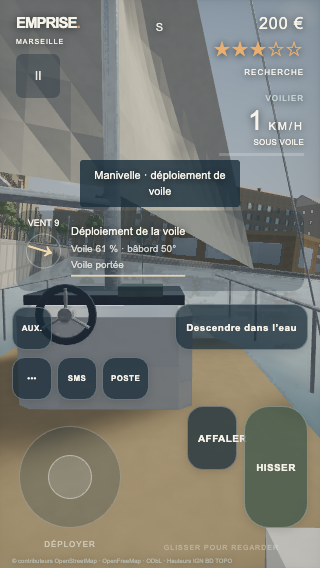 EMPRISE.
MARSEILLE
S
200 €
RECHERCHE
II
VOILIER
1 KM/H
SOUS VOILE
Manivelle · déploiement de
voile
VENT 9
Déploiement de la voile
Voile 61 % · bâbord 50°
Voile portée
AUX.
Descendre dans l'eau
···
SMS
POSTE
AFFALER
HISSER
DÉPLOYER
GLISSER POUR REGARDER
© contributeurs OpenStreetMap · OpenFreeMap · ODbL · Hauteurs IGN BD TOPO